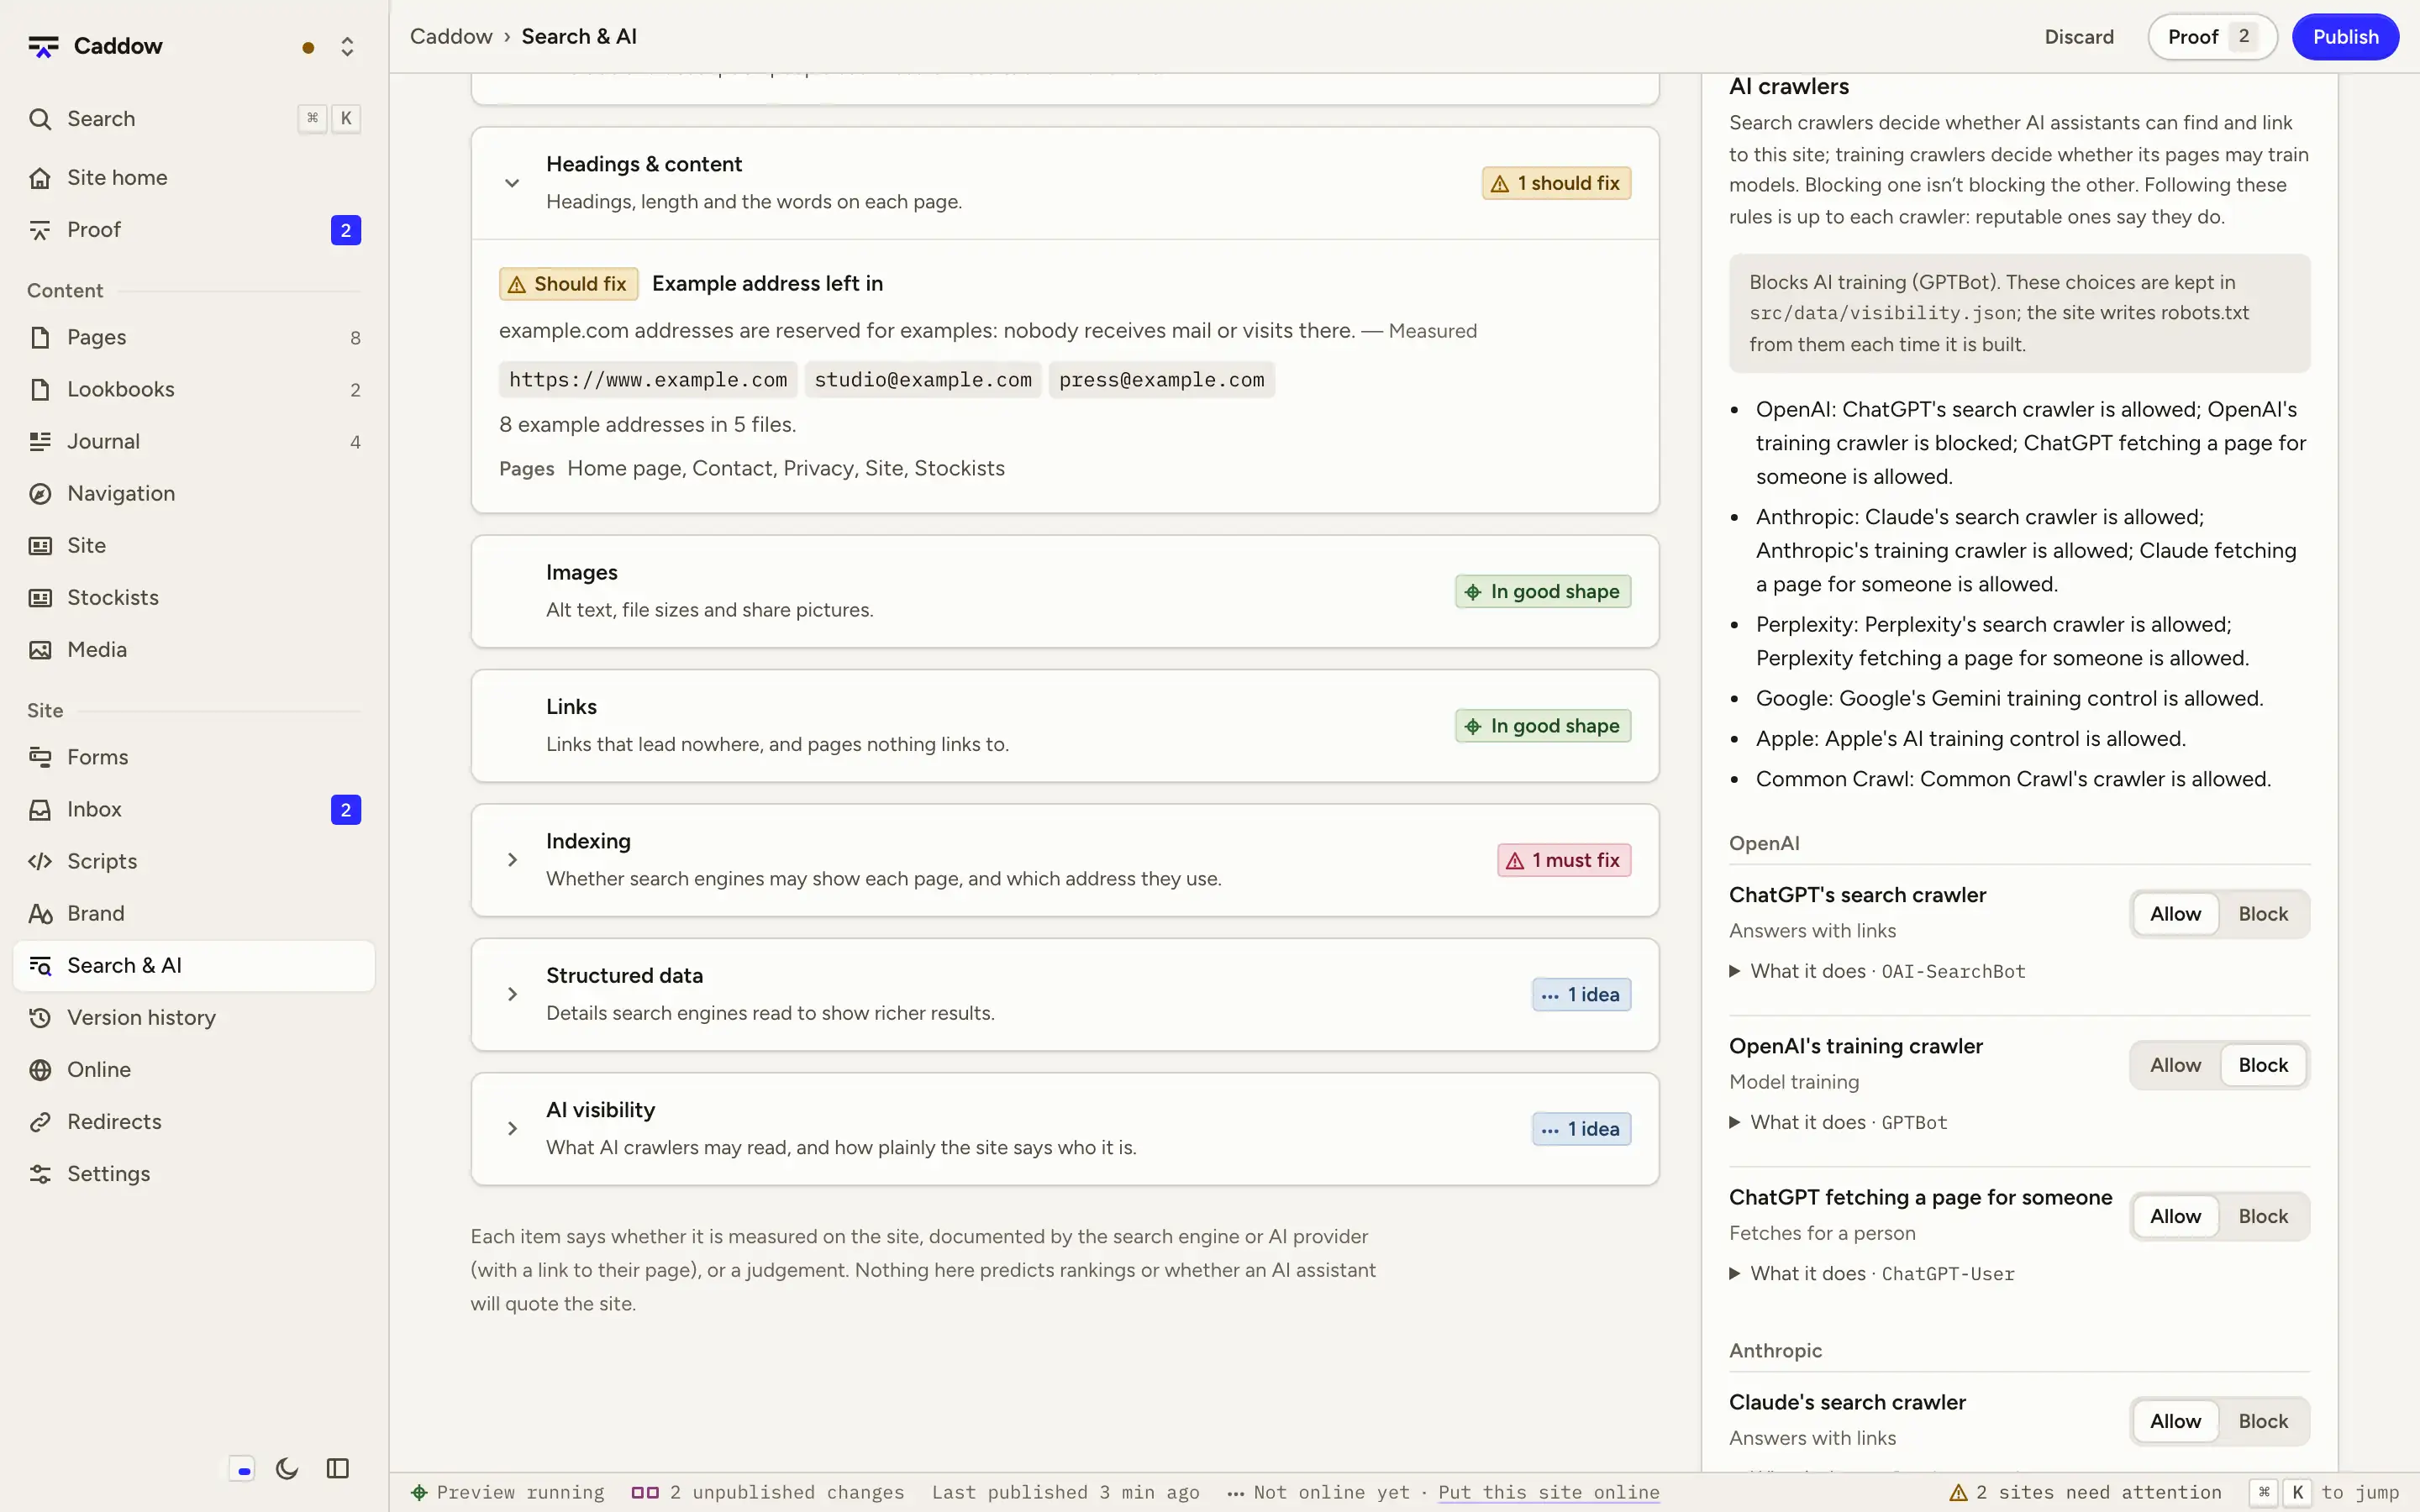 Caddow
Search ⌘ K
Site home
Proof 2
Content
Pages 8
Lookbooks 2
Journal 4
Navigation
Site
Stockists
Media
Site
Forms
Inbox 2
Scripts
Brand
Search & AI
Version history
Online
Redirects
Settings
Caddow › Search & AI
Discard
Proof 2
Publish
Headings & content
Headings, length and the words on each page.
1 should fix
Should fix Example address left in
example.com addresses are reserved for examples: nobody receives mail or visits there. — Measured
https://www.example.com studio@example.com press@example.com
8 example addresses in 5 files.
Pages Home page, Contact, Privacy, Site, Stockists
Images
Alt text, file sizes and share pictures.
In good shape
Links
Links that lead nowhere, and pages nothing links to.
In good shape
Indexing
Whether search engines may show each page, and which address they use.
1 must fix
Structured data
Details search engines read to show richer results.
1 idea
AI visibility
What AI crawlers may read, and how plainly the site says who it is.
1 idea
Each item says whether it is measured on the site, documented by the search engine or AI provider
(with a link to their page), or a judgement. Nothing here predicts rankings or whether an AI assistant
will quote the site.
AI crawlers
Search crawlers decide whether AI assistants can find and link
to this site; training crawlers decide whether its pages may train
models. Blocking one isn’t blocking the other. Following these
rules is up to each crawler: reputable ones say they do.
Blocks AI training (GPTBot). These choices are kept in
src/data/visibility.json; the site writes robots.txt
from them each time it is built.
• OpenAI: ChatGPT's search crawler is allowed; OpenAI's
training crawler is blocked; ChatGPT fetching a page for
someone is allowed.
• Anthropic: Claude's search crawler is allowed;
Anthropic's training crawler is allowed; Claude fetching
a page for someone is allowed.
• Perplexity: Perplexity's search crawler is allowed;
Perplexity fetching a page for someone is allowed.
• Google: Google's Gemini training control is allowed.
• Apple: Apple's AI training control is allowed.
• Common Crawl: Common Crawl's crawler is allowed.
OpenAI
ChatGPT's search crawler
Answers with links
Allow Block
What it does · OAI-SearchBot
OpenAI's training crawler
Model training
Allow Block
What it does · GPTBot
ChatGPT fetching a page for someone
Fetches for a person
Allow Block
What it does · ChatGPT-User
Anthropic
Claude's search crawler
Answers with links
Allow Block
Preview running 2 unpublished changes Last published 3 min ago Not online yet · Put this site online
2 sites need attention ⌘ K to jump